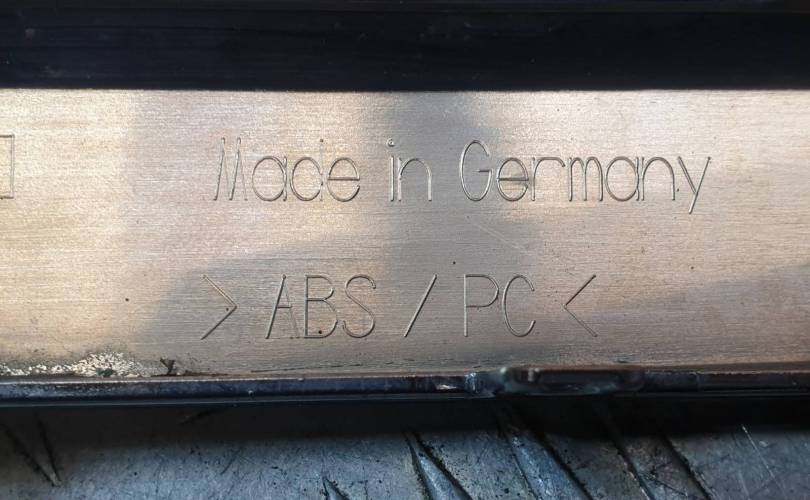 Made in Germany
> ABS / PC <